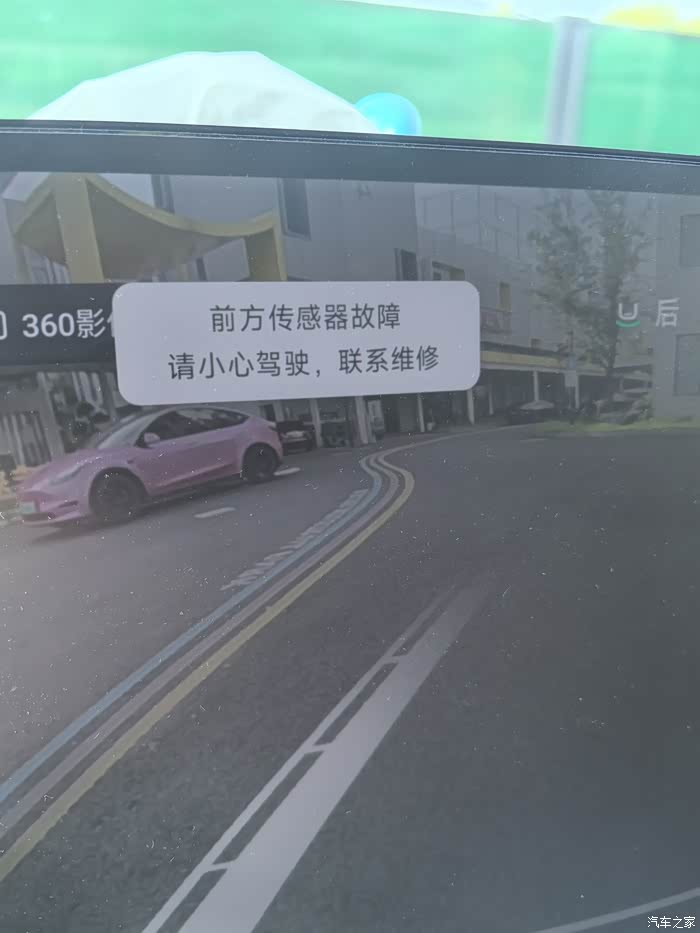 360影
前方传感器故障
请小心驾驶，联系维修
后
汽车之家